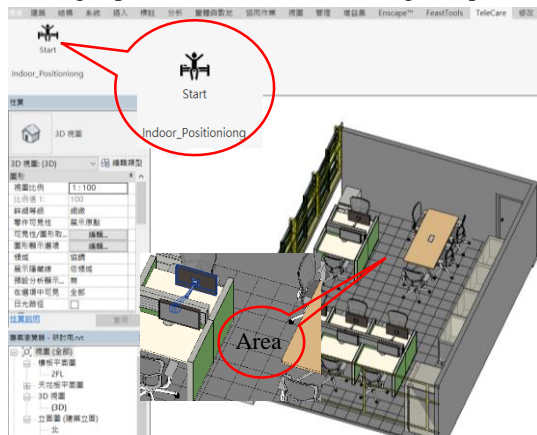 建築 結構 系統 插入 標註 分析 量體與敷地 協同作業 視圖 管理 增益集 Enscape™ FeastTools TeleCare 修改
Start
Indoor_Positioniong
Start
Indoor_Positioniong
性質
3D 視圖
3D 視圖: {3D} 編輯類型
圖形
視圖比例 1 : 100
比例值 1: 100
詳細等級 細緻
零件可見性 展示原點
可見性/圖形取... 編輯...
圖形顯示選項 編輯...
領域 協調
展示隱藏線 依領域
預設分析顯示... 無
在選項中可見 全部
日光路徑
性質說明 套用
專案瀏覽器 - 研討南.rvt
視圖 (全部)
樓板平面圖
2FL
天花板平面圖
3D 視圖
{3D}
立面圖 (建築立面)
北
Area